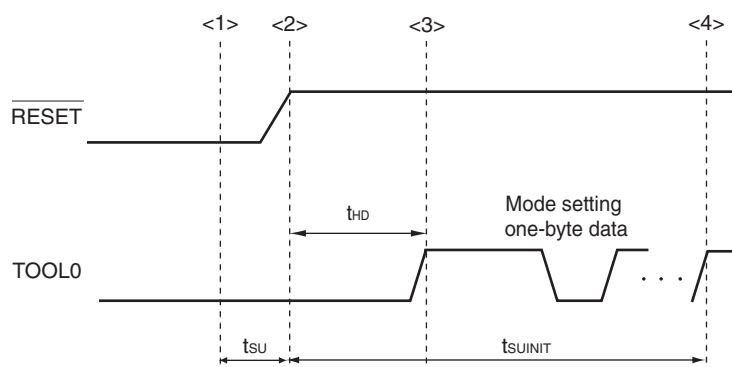 <1>
<2>
<3>
<4>
RESET
tHD
Mode setting
one-byte data
TOOL0
. . .
tSU
tSUINIT